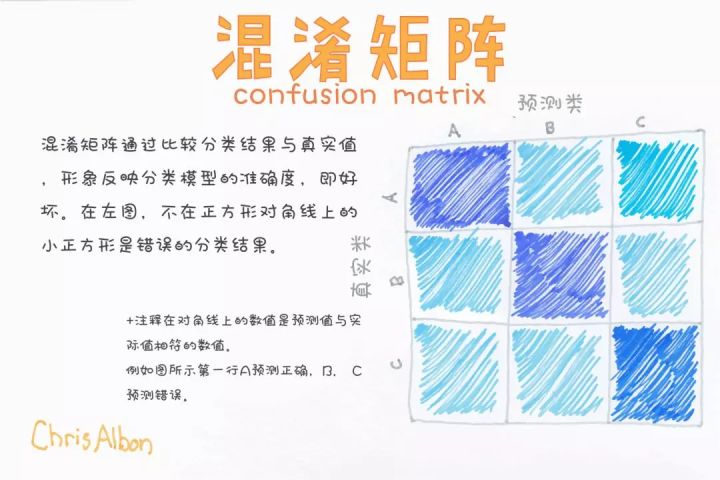 混淆矩阵
confusion matrix
预测类
A B C
混淆矩阵通过比较分类结果与真实值
，形象反映分类模型的准确度，即好
坏。在左图，不在正方形对角线上的
小正方形是错误的分类结果。
真实类
A
B
C
+注释在对角线上的数值是预测值与实
际值相符的数值。
例如图所示第一行A预测正确，B， C
预测错误。
ChrisAlbon